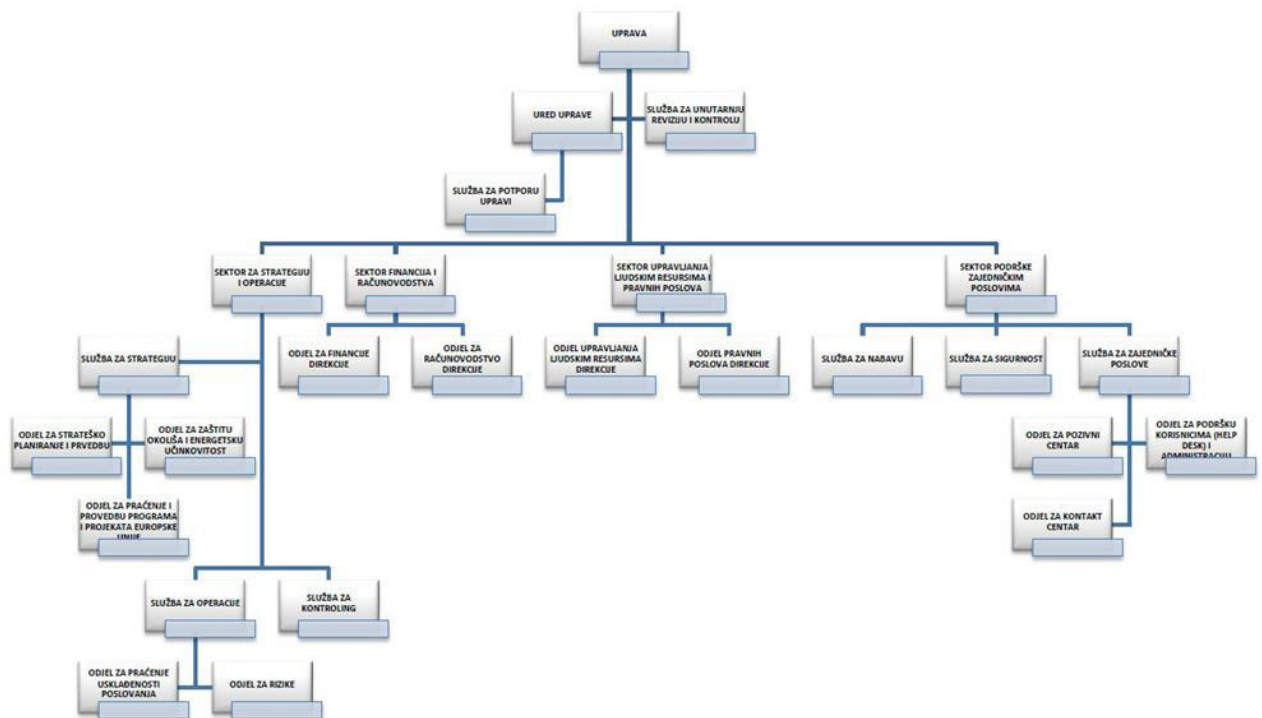 UPRAVA
URED UPRAVE
SLUŽBA ZA UNUTARNJU
REVIZIJU I KONTROLU
SLUŽBA ZA POTPORU
UPRAVI
SEKTOR ZA STRATEGIJU
I OPERACIJE
SEKTOR FINANCIJA I
RAČUNOVODSTVA
SEKTOR UPRAVLJANJA
LJUDSKIM RESURSIMA I
PRAVNIH POSLOVA
SEKTOR PODRŠKE
ZAJEDNIČKIM
POSLOVIMA
SLUŽBA ZA STRATEGIJU
ODJEL ZA FINANCIJE
DIREKCIJE
ODJEL ZA
RAČUNOVODSTVO
DIREKCIJE
ODJEL UPRAVLJANJA
LJUDSKIM RESURSIMA
DIREKCIJE
ODJEL PRAVNIH
POSLOVA DIREKCIJE
SLUŽBA ZA NABAVU
SLUŽBA ZA SIGURNOST
SLUŽBA ZA ZAJEDNIČKE
POSLOVE
ODJEL ZA STRATEŠKO
PLANIRANJE I PRVEDBU
ODJEL ZA ZAŠTITU
OKOLIŠA I ENERGETSKU
UČINKOVITOST
ODJEL ZA POZIVNI
CENTAR
ODJEL ZA PODRŠKU
KORISNICIMA (HELP
DESK) I
ADMINISTRACIJU
ODJEL ZA PRAĆENJE I
PROVEDBU PROGRAMA
I PROJEKATA EUROPSKE
UNIJE
ODJEL ZA KONTAKT
CENTAR
SLUŽBA ZA OPERACIJE
SLUŽBA ZA
KONTROLING
ODJEL ZA PRAĆENJE
USKLAĐENOSTI
POSLOVANJA
ODJEL ZA RIZIKE